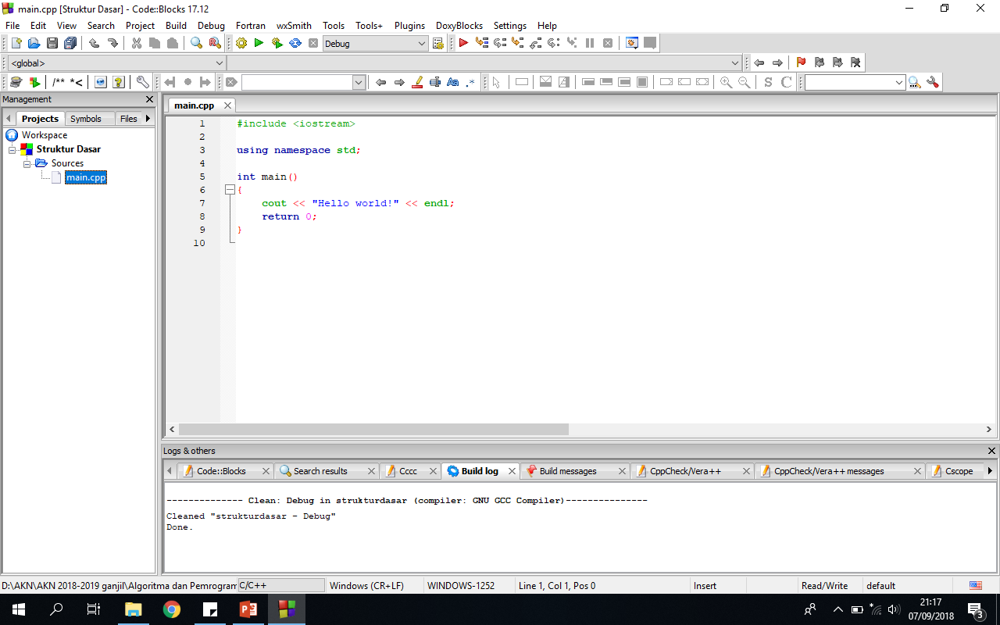 main.cpp [Struktur Dasar] - Code::Blocks 17.12
File Edit View Search Project Build Debug Fortran wxSmith Tools Tools+ Plugins DoxyBlocks Settings Help
Debug
<global>
/** *<
Aa .* S C
Management
main.cpp
Projects Symbols Files
Workspace
Struktur Dasar
Sources
main.cpp
1 #include <iostream>
2
3 using namespace std;
4
5 int main()
6 {
7 cout << "Hello world!" << endl;
8 return 0;
9 }
10
Logs & others
Code::Blocks Search results Cccc Build log Build messages CppCheck/Vera++ CppCheck/Vera++ messages Cscope
-------------- Clean: Debug in strukturdasar (compiler: GNU GCC Compiler)---------------
Cleaned "strukturdasar - Debug"
Done.
D:\AKN\AKN 2018-2019 ganjil\Algoritma dan Pemrogram C/C++ Windows (CR+LF) WINDOWS-1252 Line 1, Col 1, Pos 0 Insert Read/Write default
21:17
07/09/2018
3